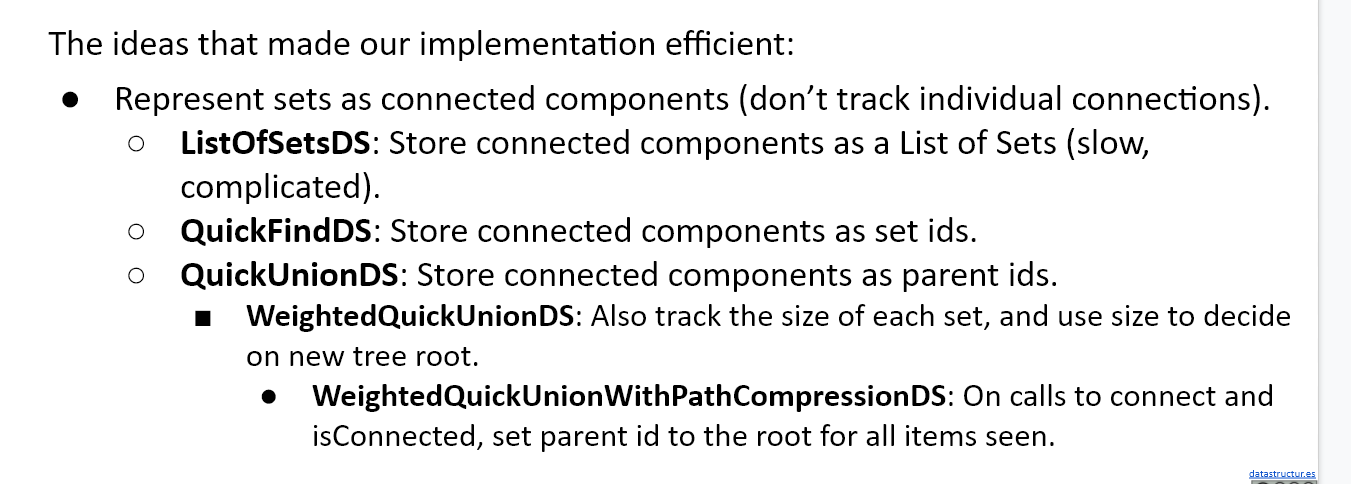 The ideas that made our implementation efficient:
● Represent sets as connected components (don’t track individual connections).
○ ListOfSetsDS: Store connected components as a List of Sets (slow,
complicated).
○ QuickFindDS: Store connected components as set ids.
○ QuickUnionDS: Store connected components as parent ids.
■ WeightedQuickUnionDS: Also track the size of each set, and use size to decide
on new tree root.
● WeightedQuickUnionWithPathCompressionDS: On calls to connect and
isConnected, set parent id to the root for all items seen.
datastructur.es